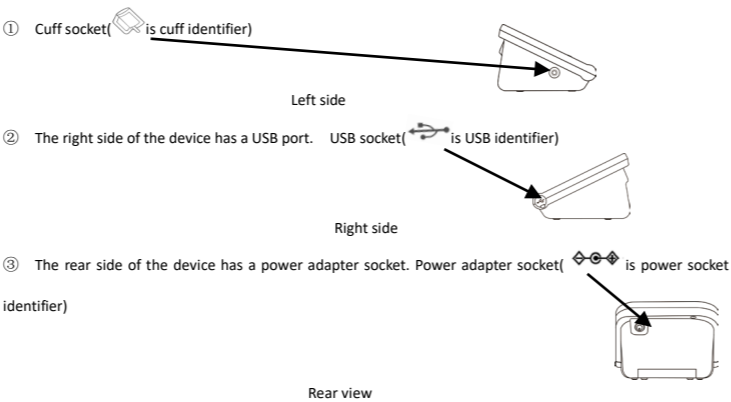 ① Cuff socket( is cuff identifier)
Left side
② The right side of the device has a USB port. USB socket( is USB identifier)
Right side
③ The rear side of the device has a power adapter socket. Power adapter socket( is power socket
identifier)
Rear view